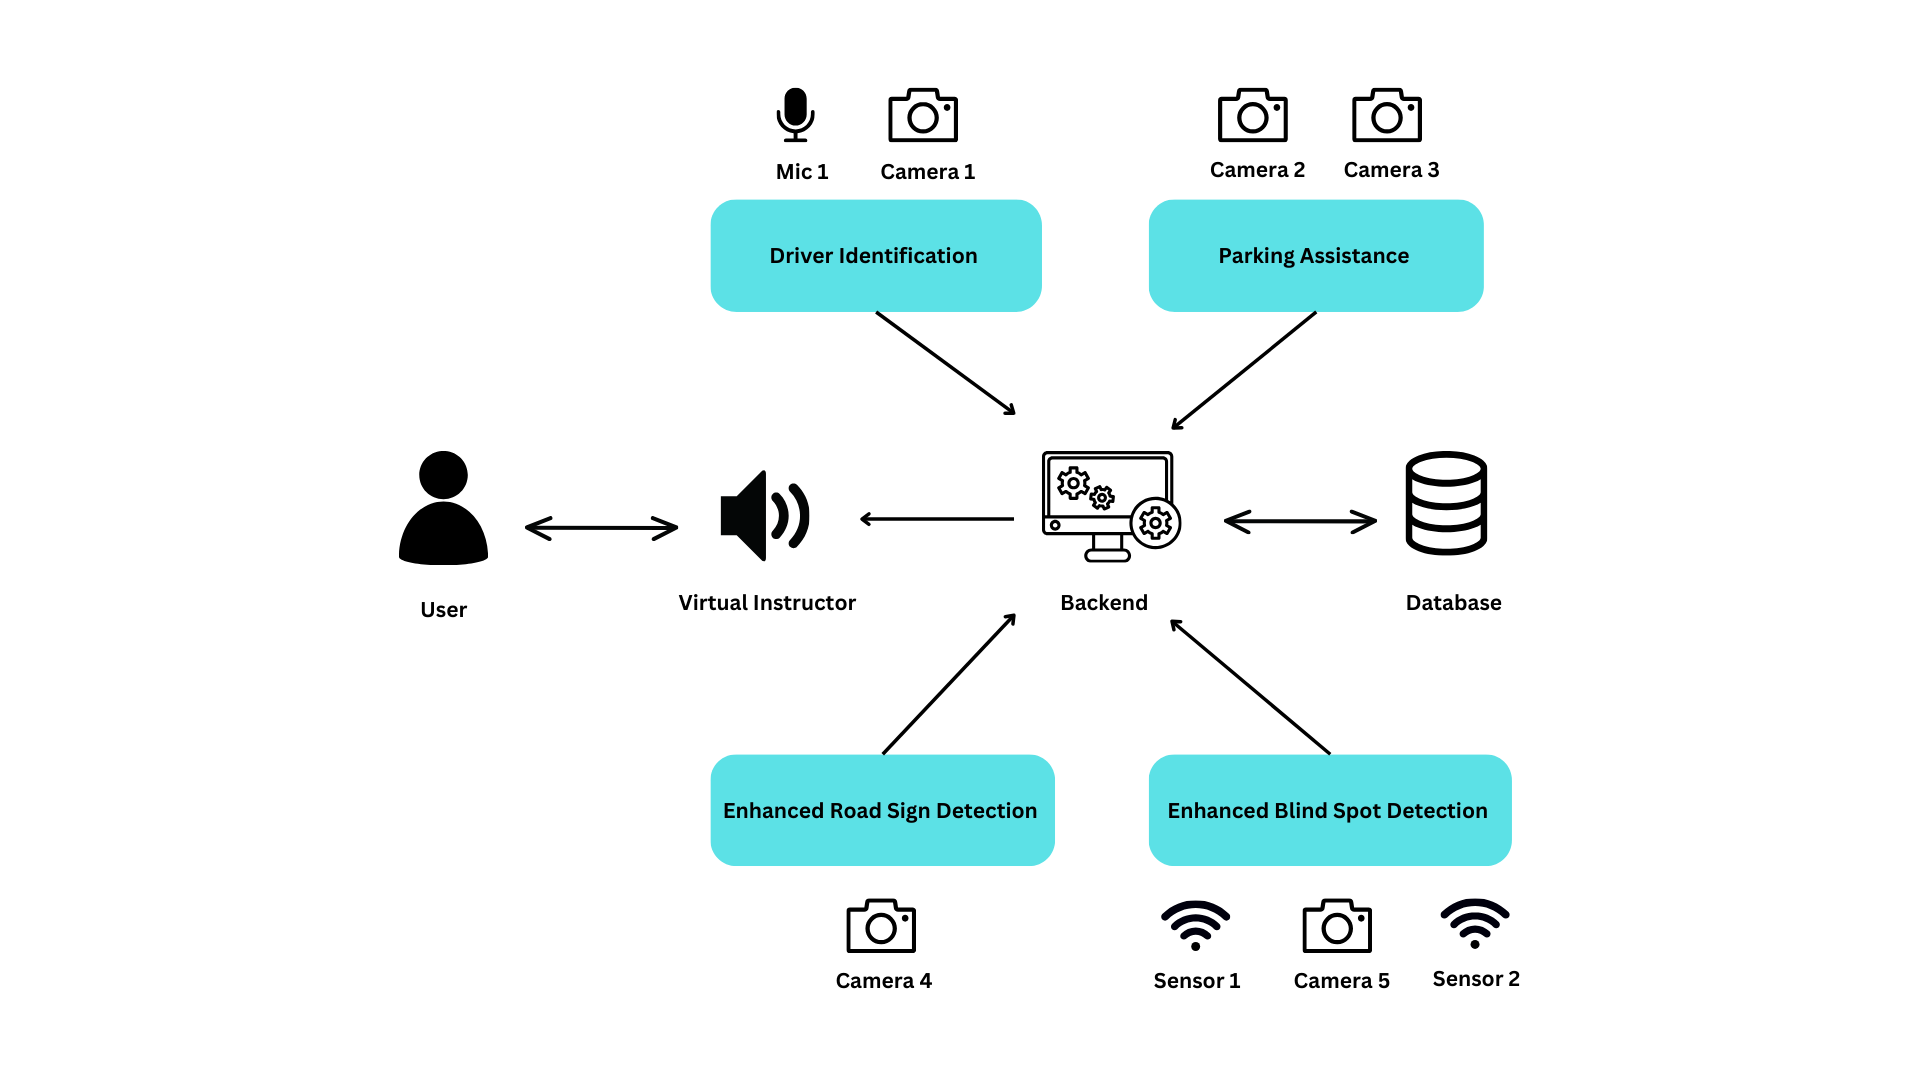 Mic 1
Camera 1
Camera 2
Camera 3
Driver Identification
Parking Assistance
User
Virtual Instructor
Backend
Database
Enhanced Road Sign Detection
Enhanced Blind Spot Detection
Camera 4
Sensor 1
Camera 5
Sensor 2